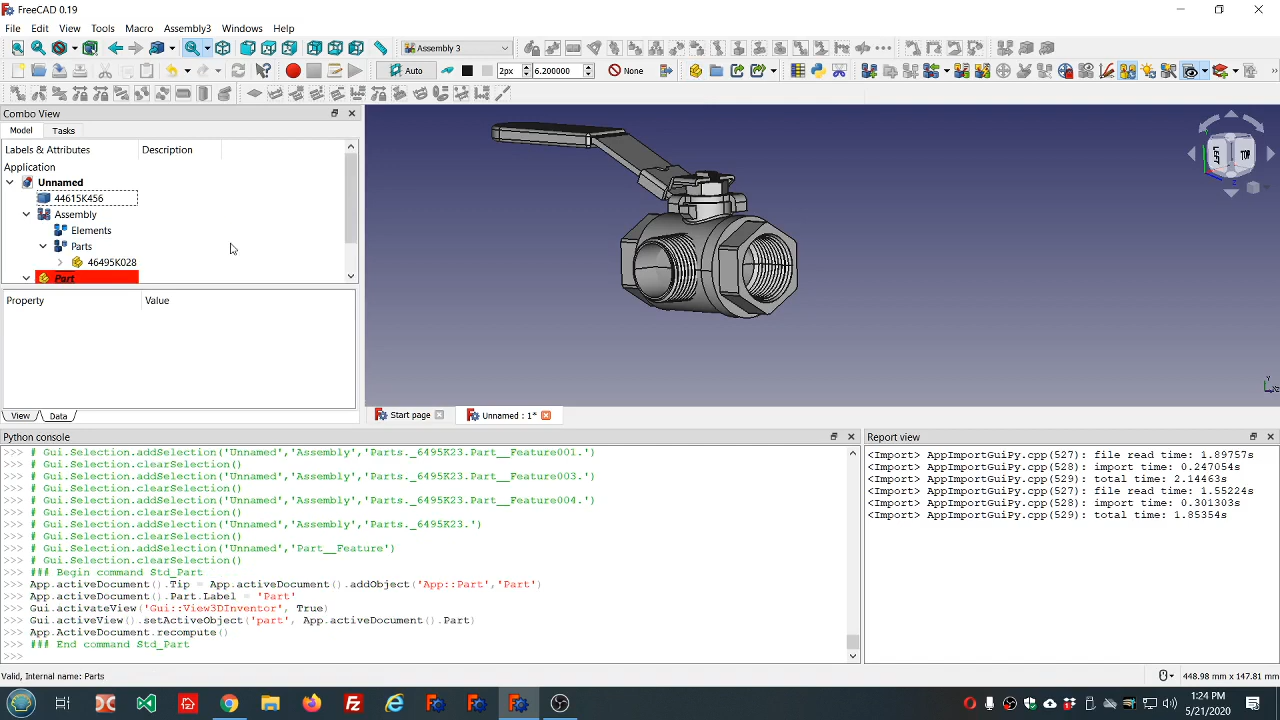 FreeCAD 0.19
File Edit View Tools Macro Assembly3 Windows Help
Assembly 3
Auto 2px 6.200000 None
Combo View
Model Tasks
Labels & Attributes Description
Application
Unnamed
44615K456
Assembly
Elements
Parts
46495K028
Part
Property Value
View Data
TOP
Start page Unnamed : 1*
Python console
>>> # Gui.Selection.addSelection('Unnamed','Assembly','Parts._6495K23.Part__Feature001.')
>>> # Gui.Selection.clearSelection()
>>> # Gui.Selection.addSelection('Unnamed','Assembly','Parts._6495K23.Part__Feature003.')
>>> # Gui.Selection.clearSelection()
>>> # Gui.Selection.addSelection('Unnamed','Assembly','Parts._6495K23.Part__Feature004.')
>>> # Gui.Selection.clearSelection()
>>> # Gui.Selection.addSelection('Unnamed','Assembly','Parts._6495K23.')
>>> # Gui.Selection.clearSelection()
>>> # Gui.Selection.addSelection('Unnamed','Part__Feature')
>>> # Gui.Selection.clearSelection()
>>> ### Begin command Std_Part
>>> App.activeDocument().Tip = App.activeDocument().addObject('App::Part','Part')
>>> App.activeDocument().Part.Label = 'Part'
>>> Gui.activateView('Gui::View3DInventor', True)
>>> Gui.activeView().setActiveObject('part', App.activeDocument().Part)
>>> App.ActiveDocument.recompute()
>>> ### End command Std_Part
>>>
Report view
<Import> AppImportGuiPy.cpp(527): file read time: 1.89757s
<Import> AppImportGuiPy.cpp(528): import time: 0.247054s
<Import> AppImportGuiPy.cpp(529): total time: 2.14463s
<Import> AppImportGuiPy.cpp(527): file read time: 1.55224s
<Import> AppImportGuiPy.cpp(528): import time: 0.301303s
<Import> AppImportGuiPy.cpp(529): total time: 1.85354s
Valid, Internal name: Parts
448.98 mm x 147.81 mm
1:24 PM
5/21/2020